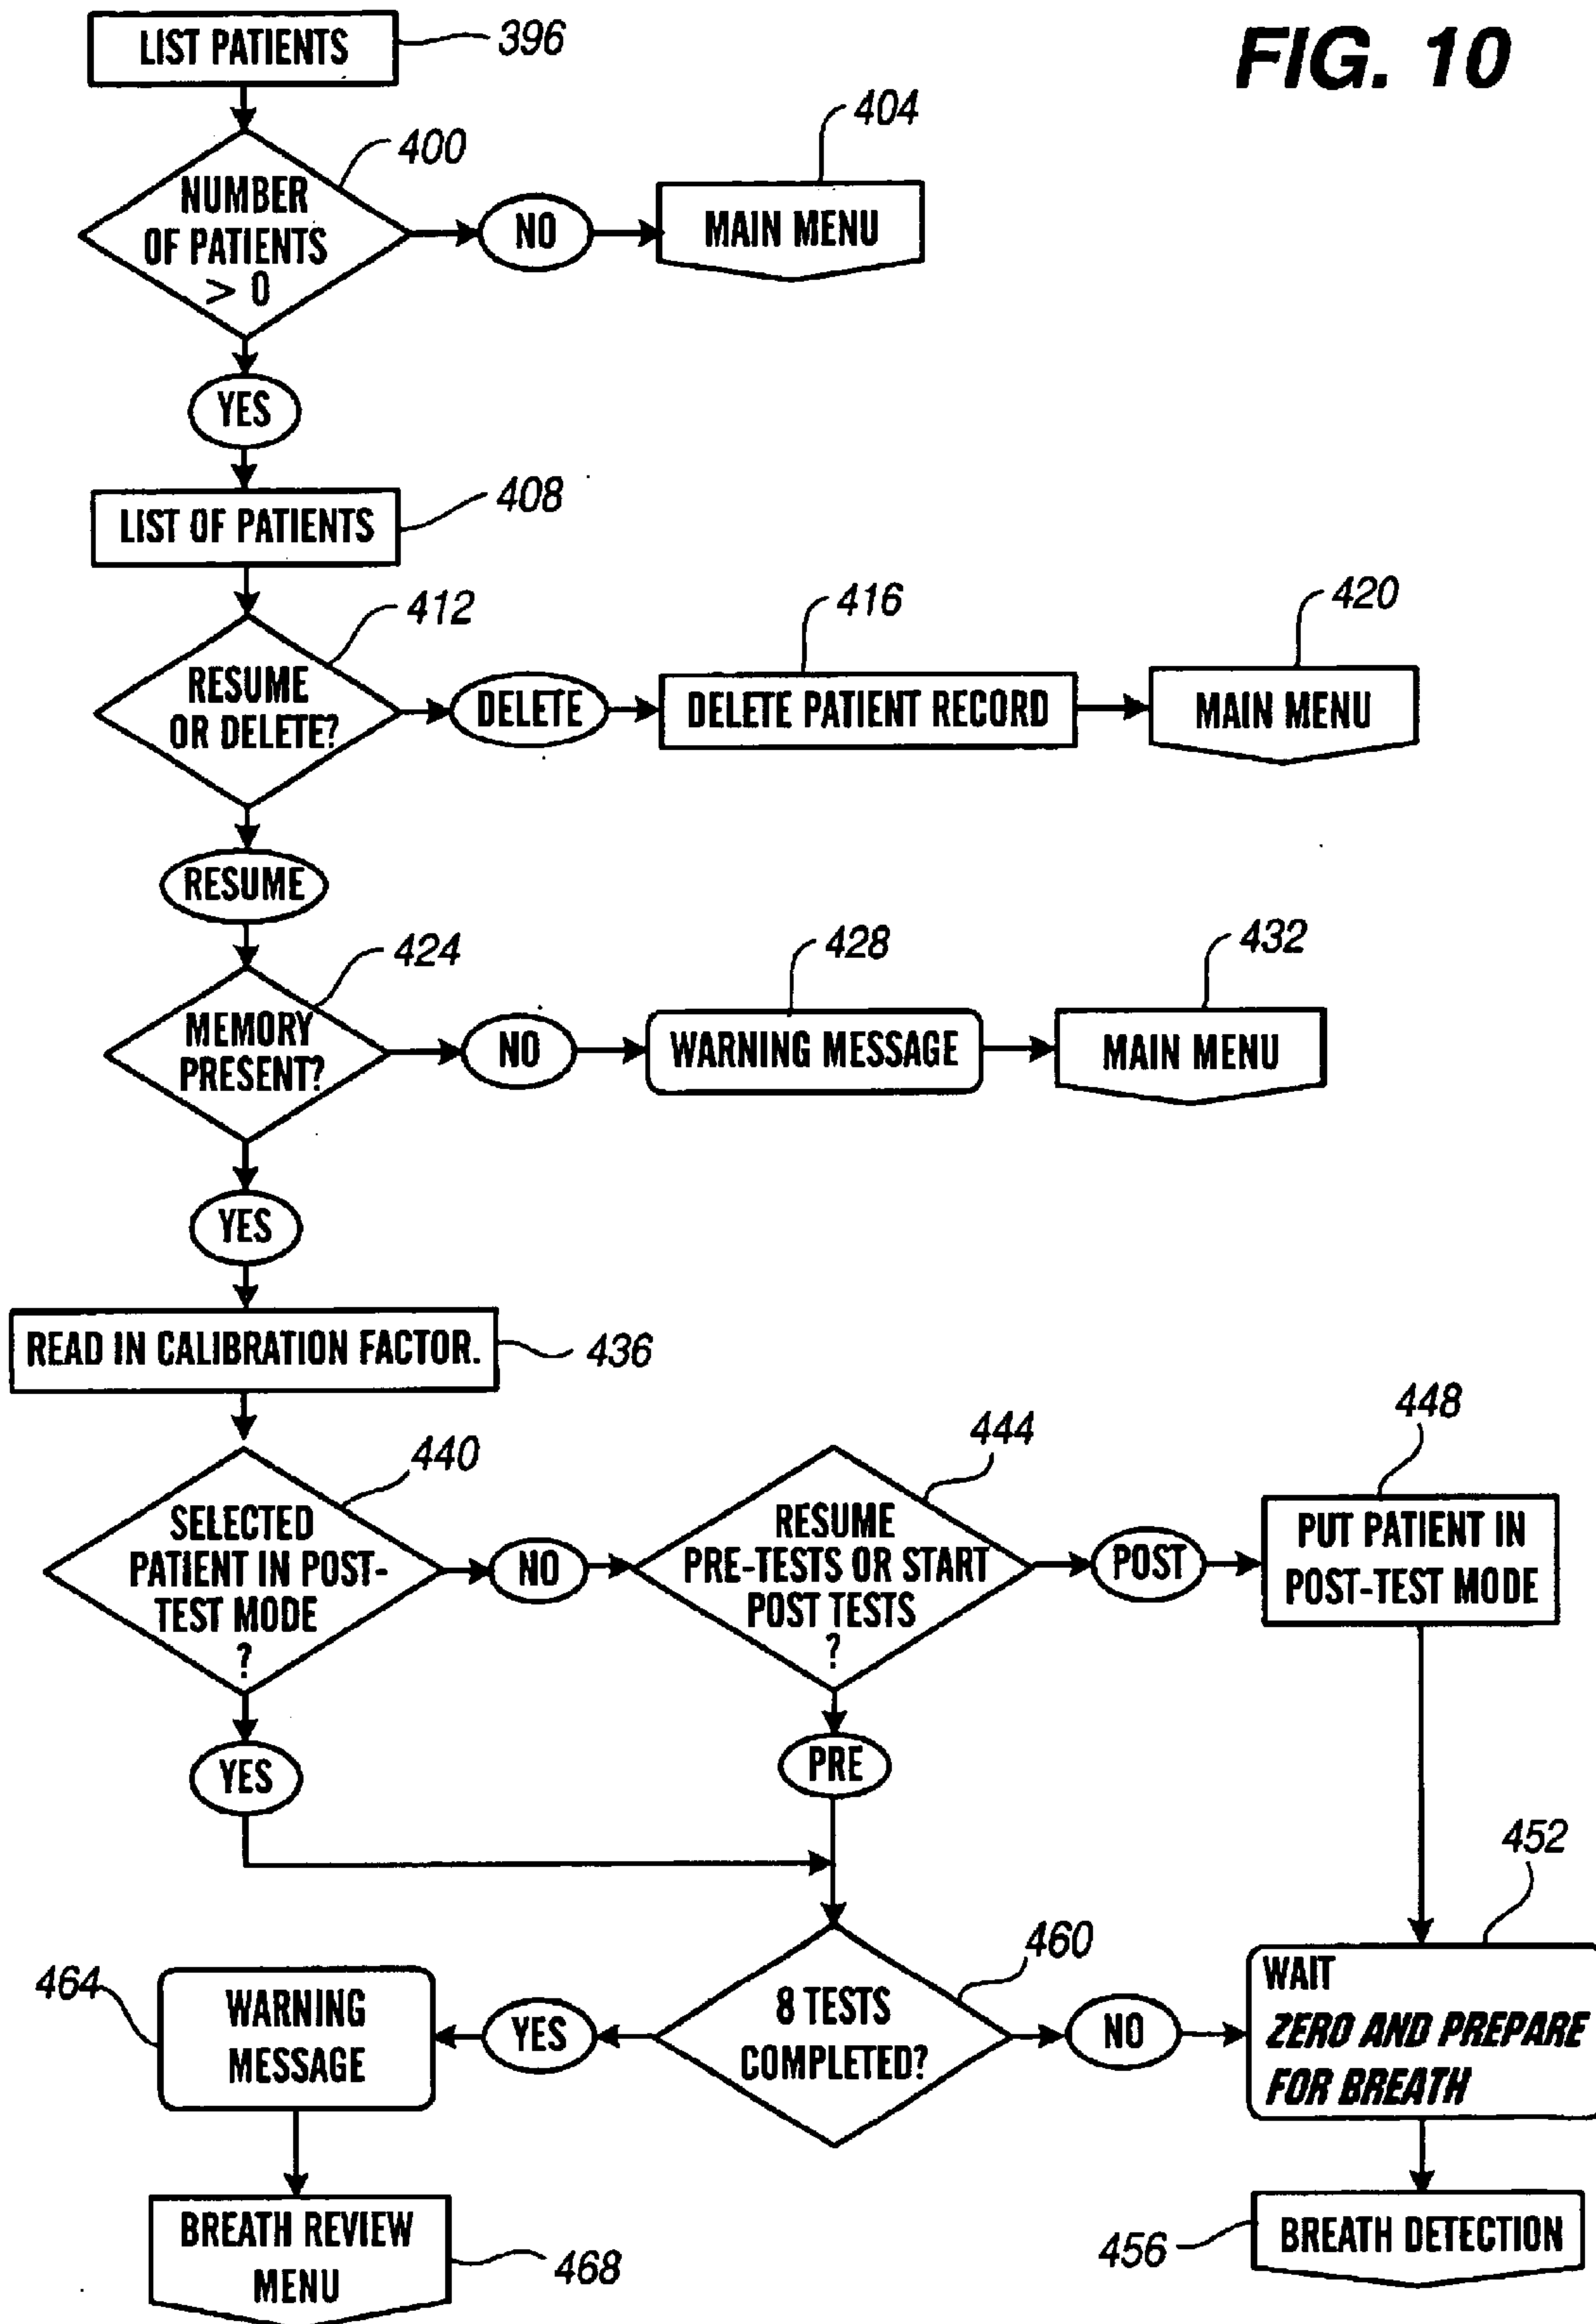 FIG. 10
LIST PATIENTS
396
400
NUMBER
OF PATIENTS
> 0
NO
404
MAIN MENU
YES
LIST OF PATIENTS
408
412
RESUME
OR DELETE?
DELETE
416
DELETE PATIENT RECORD
420
MAIN MENU
RESUME
424
MEMORY
PRESENT?
NO
428
WARNING MESSAGE
432
MAIN MENU
YES
READ IN CALIBRATION FACTOR.
436
440
SELECTED
PATIENT IN POST-
TEST MODE
?
NO
444
RESUME
PRE-TESTS OR START
POST TESTS
?
POST
448
PUT PATIENT IN
POST-TEST MODE
YES
PRE
452
WAIT
ZERO AND PREPARE
FOR BREATH
460
8 TESTS
COMPLETED?
NO
YES
464
WARNING
MESSAGE
BREATH REVIEW
MENU
468
456
BREATH DETECTION